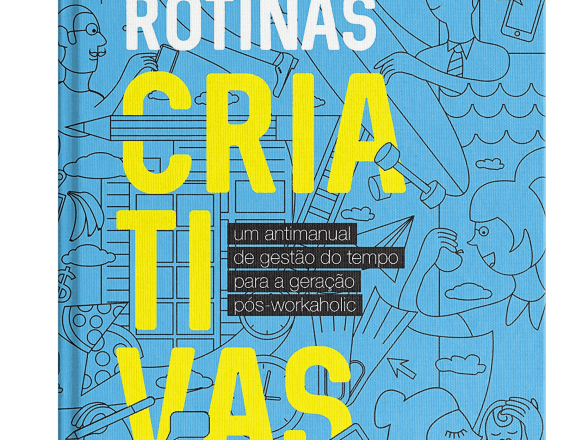 ROTINAS
CRIA
TI
um antimanual
de gestão do tempo
para a geração
pós-workaholic
VAS